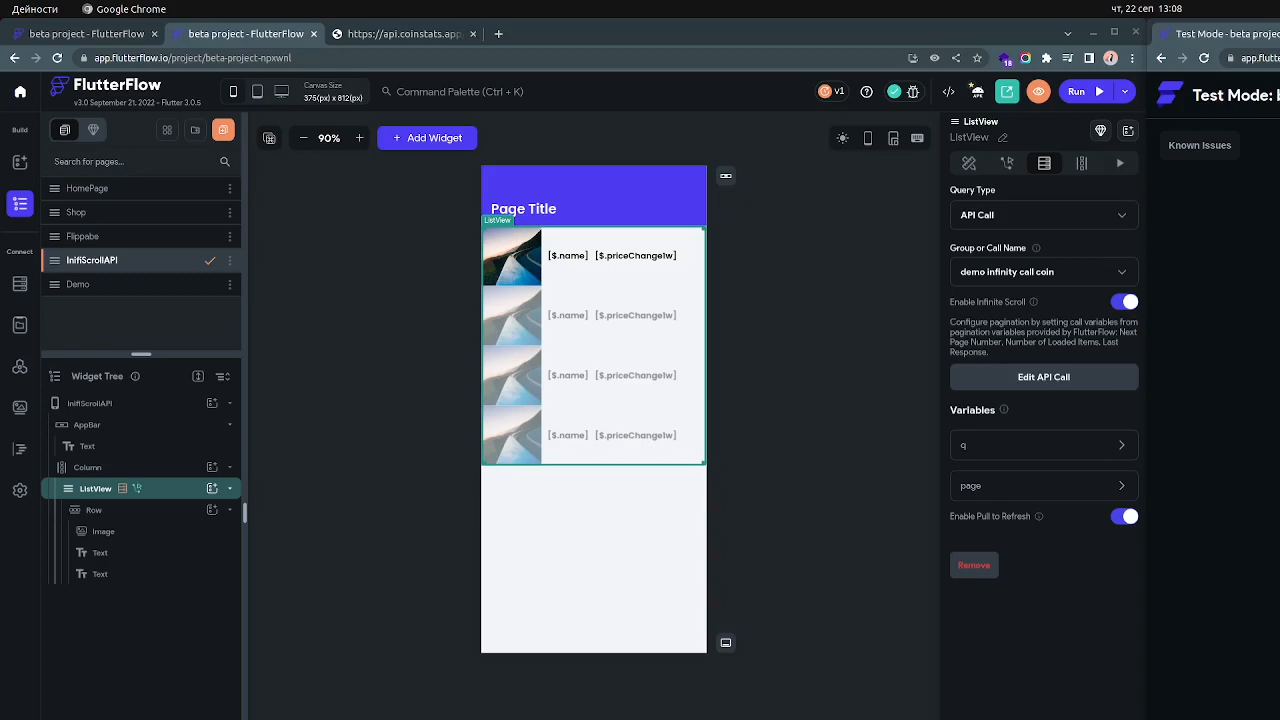 Дейности
Google Chrome
чт, 22 сеп 13:08
beta project - FlutterFlow
beta project - FlutterFlow
https://api.coinstats.app
Test Mode - beta proje
app.flutterflow.io/project/beta-project-npxwnl
18
app.flutte
FlutterFlow
v3.0 September 21. 2022 - Flutter 3.0.5
Canvas Size
375(px) x 812(px)
Command Palette (Ctrl + K)
v1
Run
Test Mode: b
Build
Connect
Search for pages...
HomePage
Shop
Flippabe
InifiScrollAPI
Demo
Widget Tree
InifiScrollAPI
AppBar
Text
Column
ListView
Row
Image
Text
Text
90%
+ Add Widget
Page Title
ListView
[$.name] [$.priceChange1w]
[$.name] [$.priceChange1w]
[$.name] [$.priceChange1w]
[$.name] [$.priceChange1w]
ListView
ListView
Query Type
API Call
Group or Call Name
demo infinity call coin
Enable Infinite Scroll
Configure pagination by setting call variables from
pagination variables provided by FlutterFlow: Next
Page Number, Number of Loaded Items, Last
Response.
Edit API Call
Variables
q
page
Enable Pull to Refresh
Remove
Known Issues